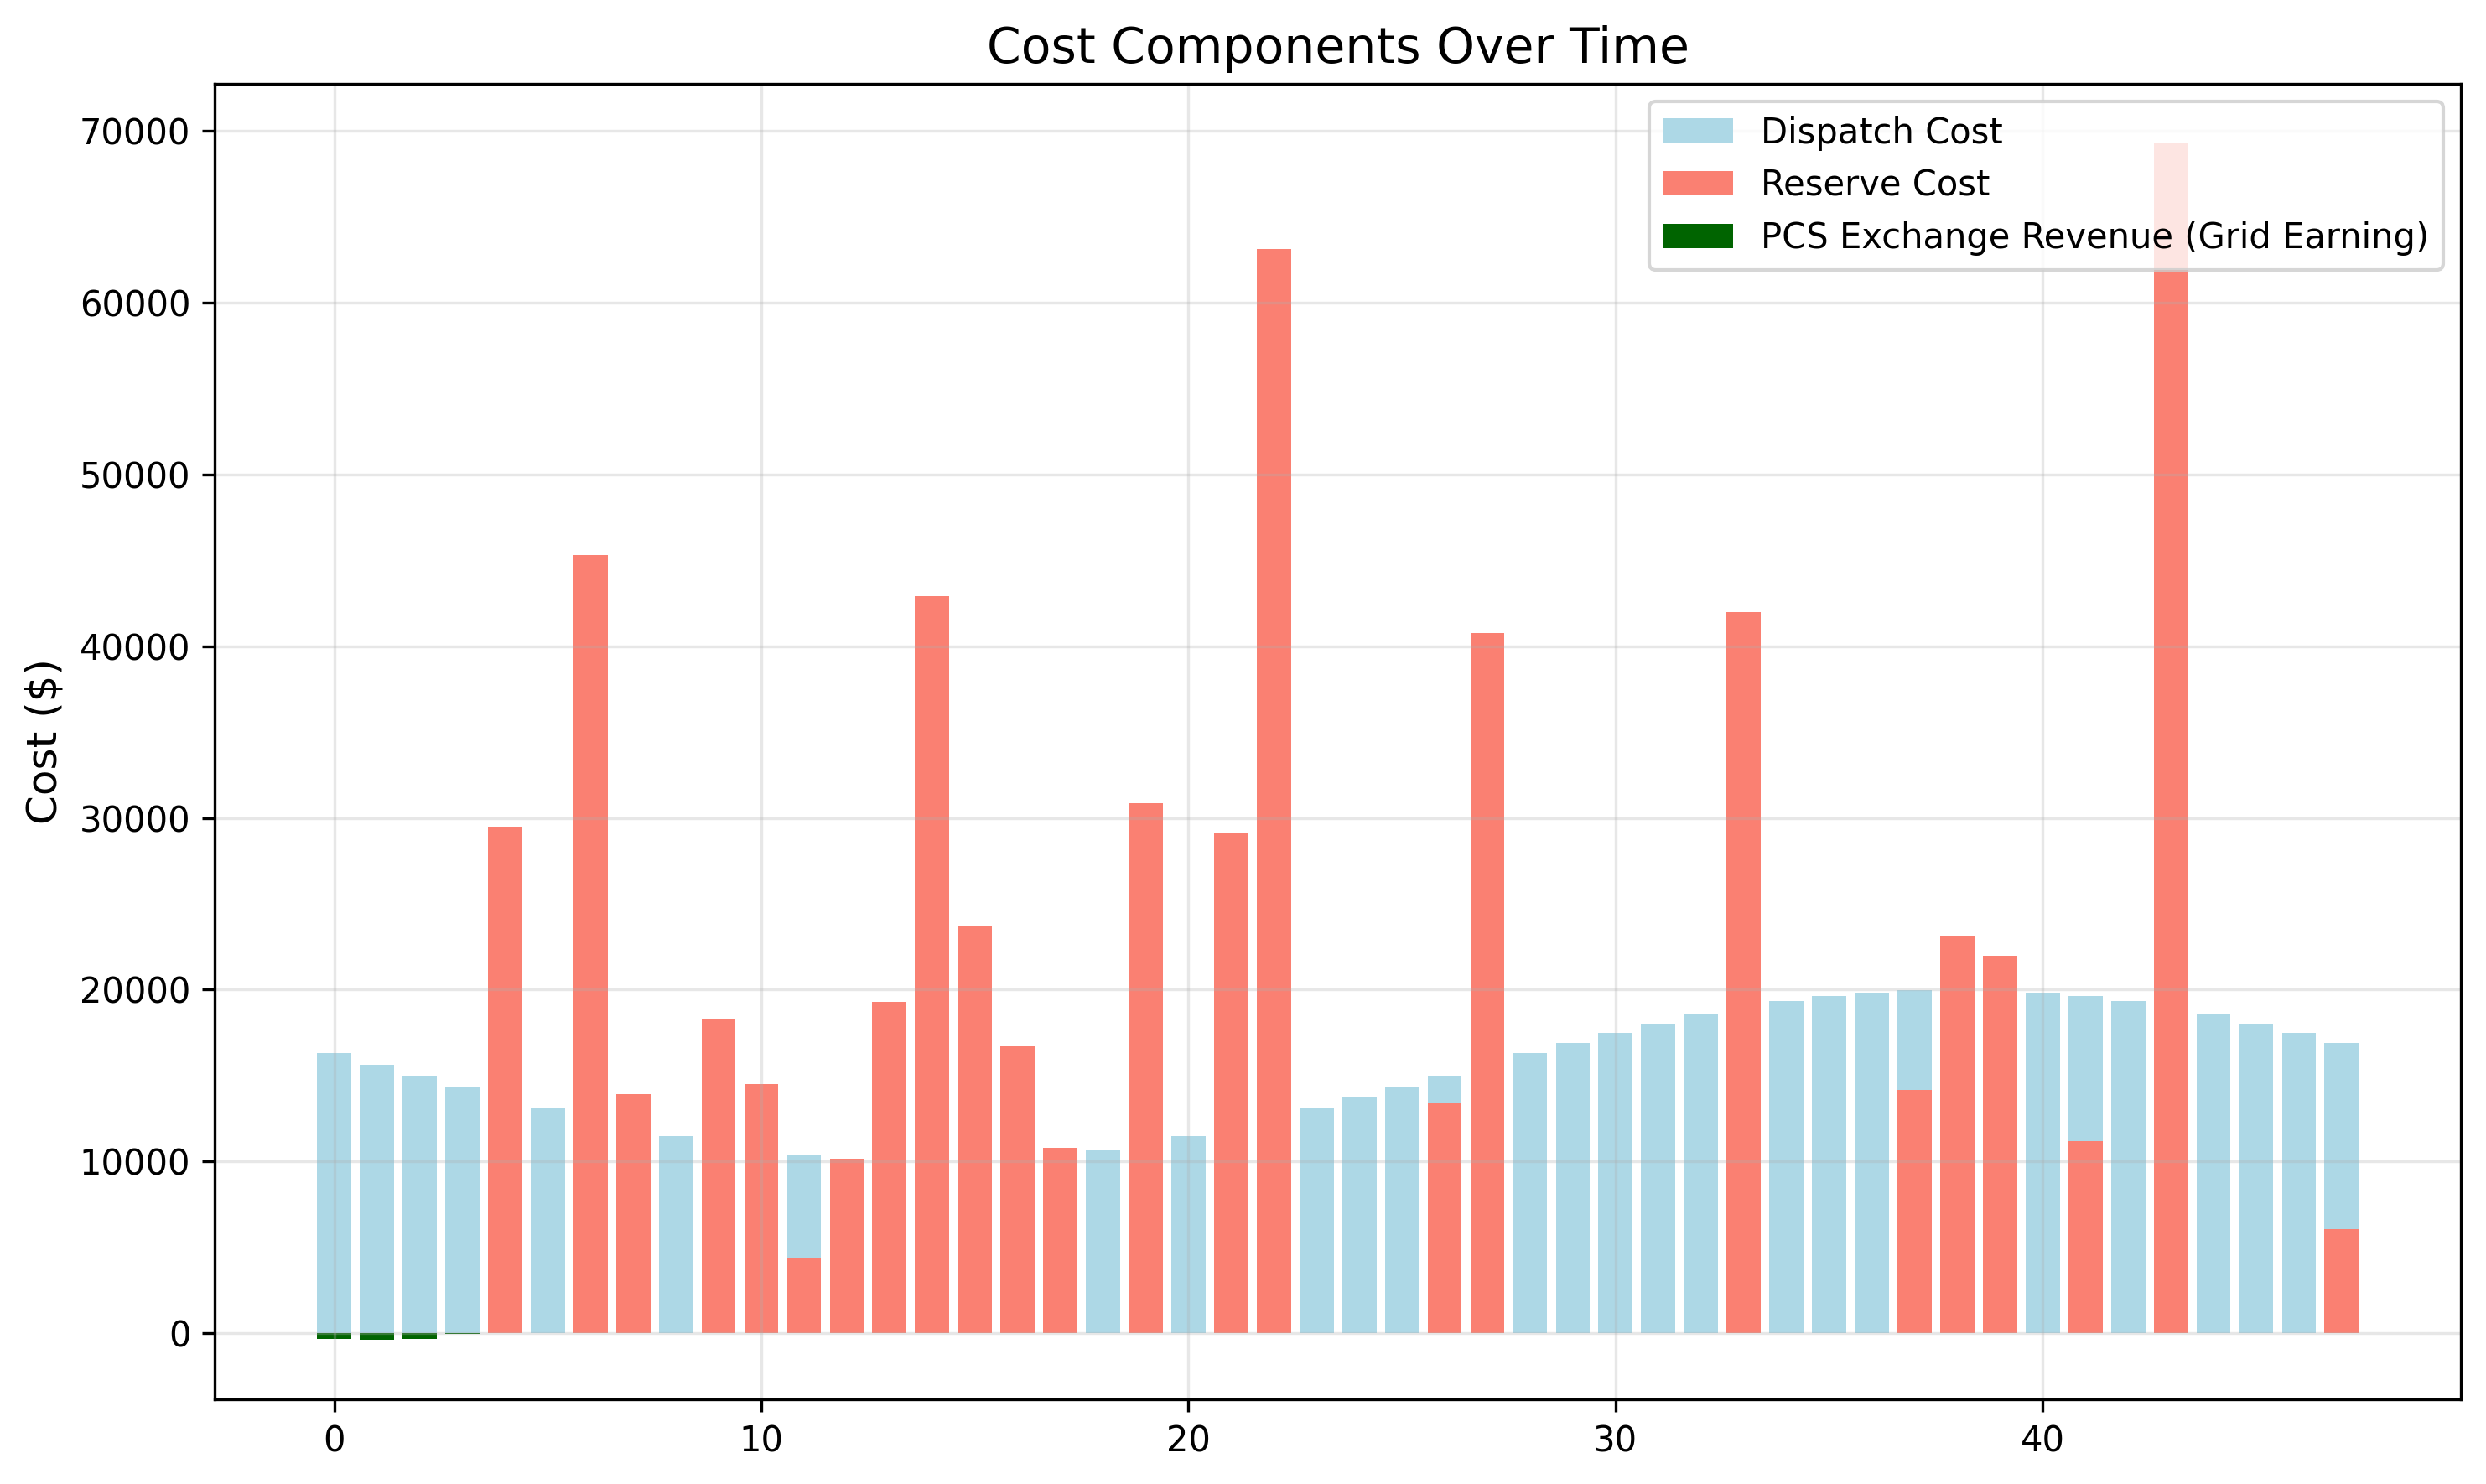 Cost Components Over Time
Dispatch Cost
Reserve Cost
PCS Exchange Revenue (Grid Earning)
Cost ($)
70000
60000
50000
40000
30000
20000
10000
0
0 10 20 30 40